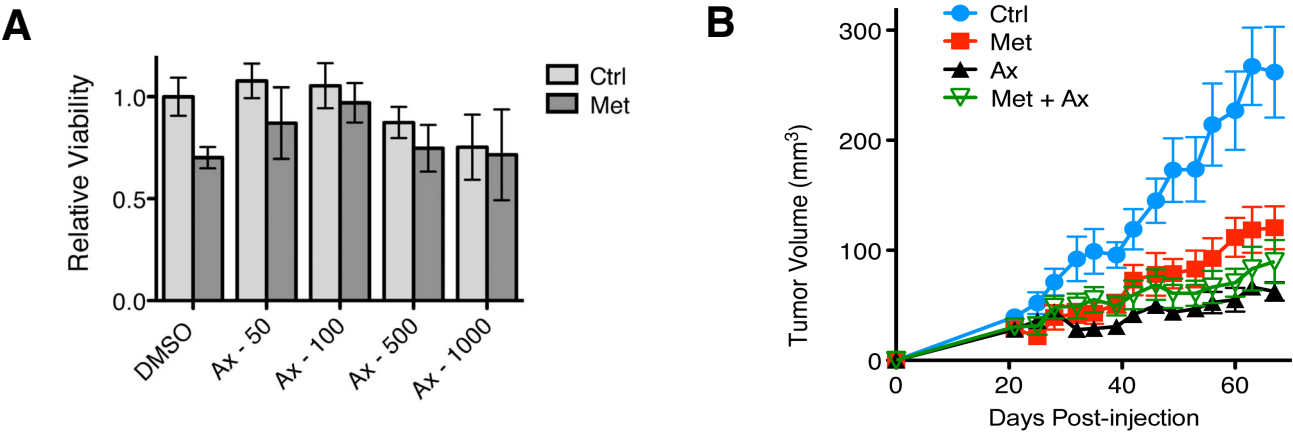 A
Relative Viability
1.0
0.5
0.0
DMSO
Ax - 50
Ax - 100
Ax - 500
Ax - 1000
Ctrl
Met
B
Tumor Volume (mm³)
300
200
100
0
0
20
40
60
Days Post-injection
Ctrl
Met
Ax
Met + Ax